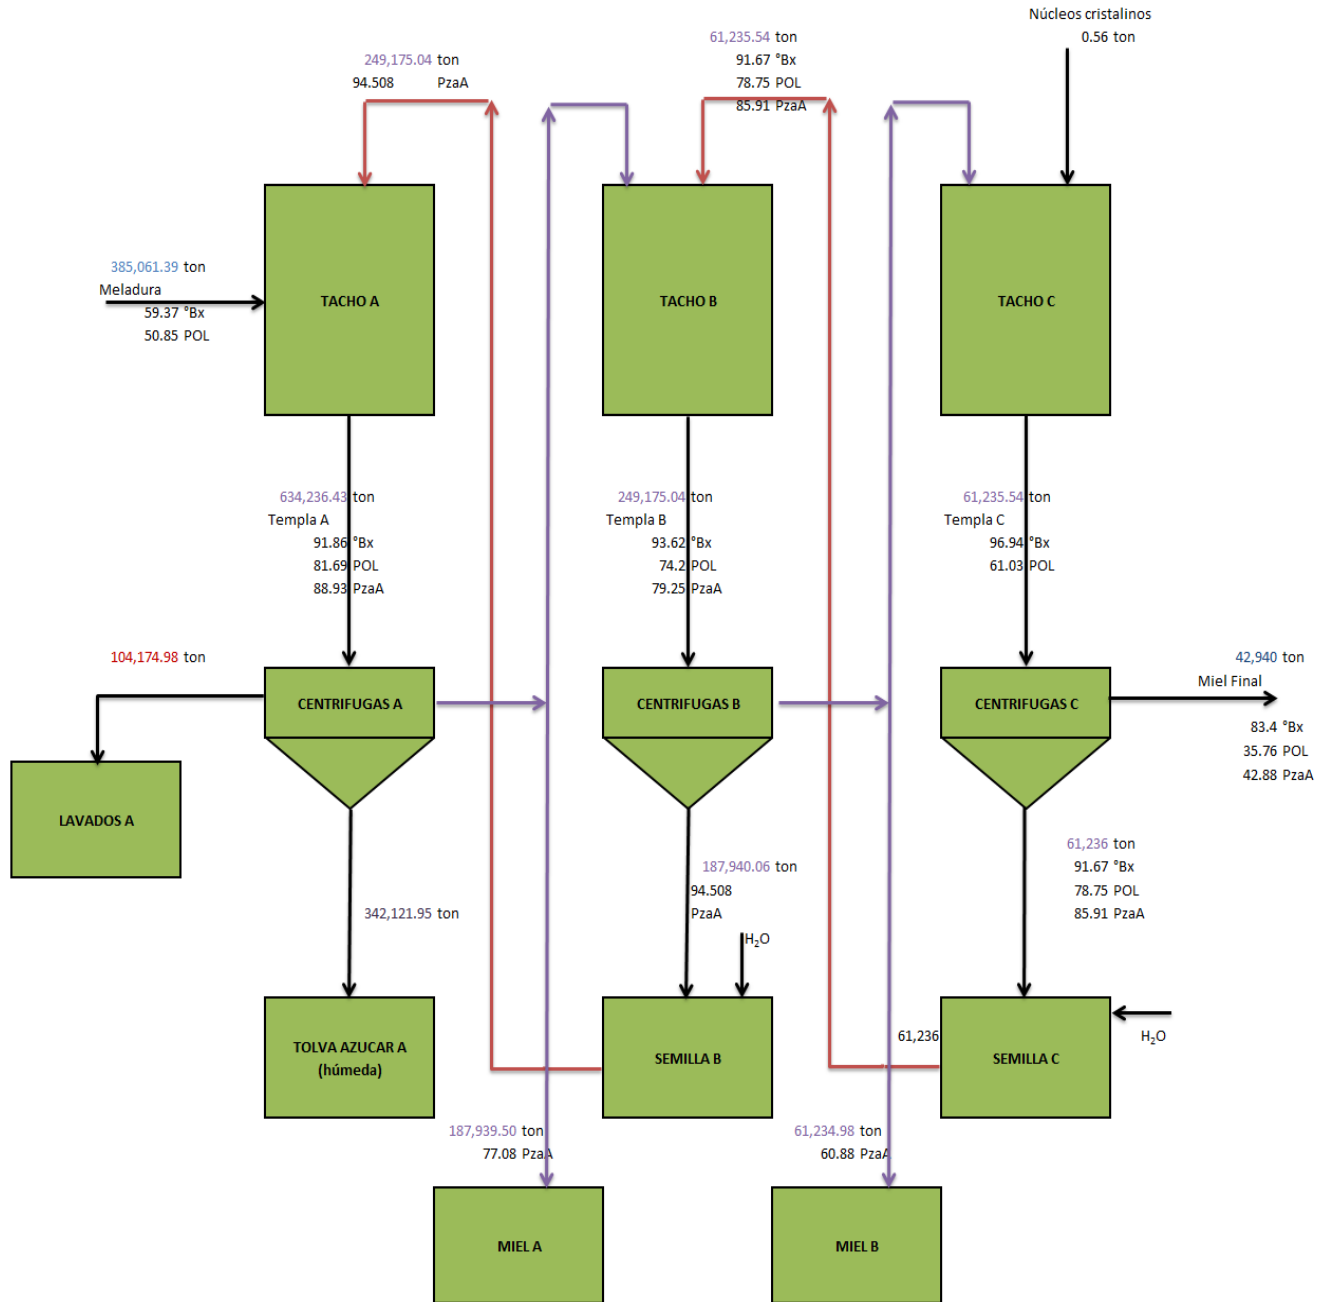 Núcleos cristalinos
0.56 ton
249,175.04 ton
94.508 PzaA
61,235.54 ton
91.67 °Bx
78.75 POL
85.91 PzaA
385,061.39 ton
Meladura
59.37 °Bx
50.85 POL
TACHO A
TACHO B
TACHO C
634,236.43 ton
Templa A
91.86 °Bx
81.69 POL
88.93 PzaA
249,175.04 ton
Templa B
93.62 °Bx
74.2 POL
79.25 PzaA
61,235.54 ton
Templa C
96.94 °Bx
61.03 POL
104,174.98 ton
CENTRIFUGAS A
CENTRIFUGAS B
CENTRIFUGAS C
42,940 ton
Miel Final
83.4 °Bx
35.76 POL
42.88 PzaA
LAVADOS A
342,121.95 ton
187,940.06 ton
94.508
PzaA
H₂O
61,236 ton
91.67 °Bx
78.75 POL
85.91 PzaA
TOLVA AZUCAR A
(húmeda)
SEMILLA B
61,236
SEMILLA C
H₂O
187,939.50 ton
77.08 PzaA
61,234.98 ton
60.88 PzaA
MIEL A
MIEL B